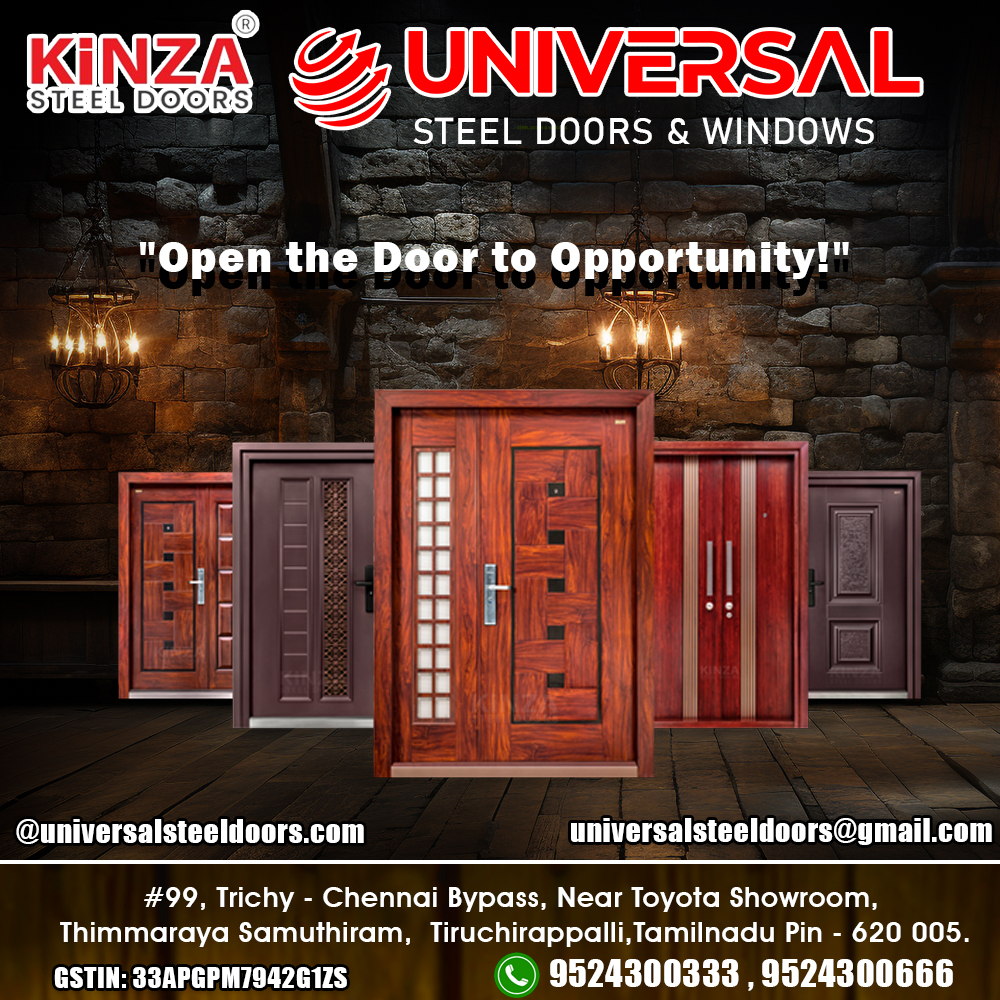 KiNZA®
STEEL DOORS
UNIVERSAL
STEEL DOORS & WINDOWS
"Open the Door to Opportunity!"
KINZA
@universalsteeldoors.com
universalsteeldoors@gmail.com
#99, Trichy - Chennai Bypass, Near Toyota Showroom,
Thimmaraya Samuthiram, Tiruchirappalli,Tamilnadu Pin - 620 005.
GSTIN: 33APGPM7942G1ZS
9524300333 , 9524300666